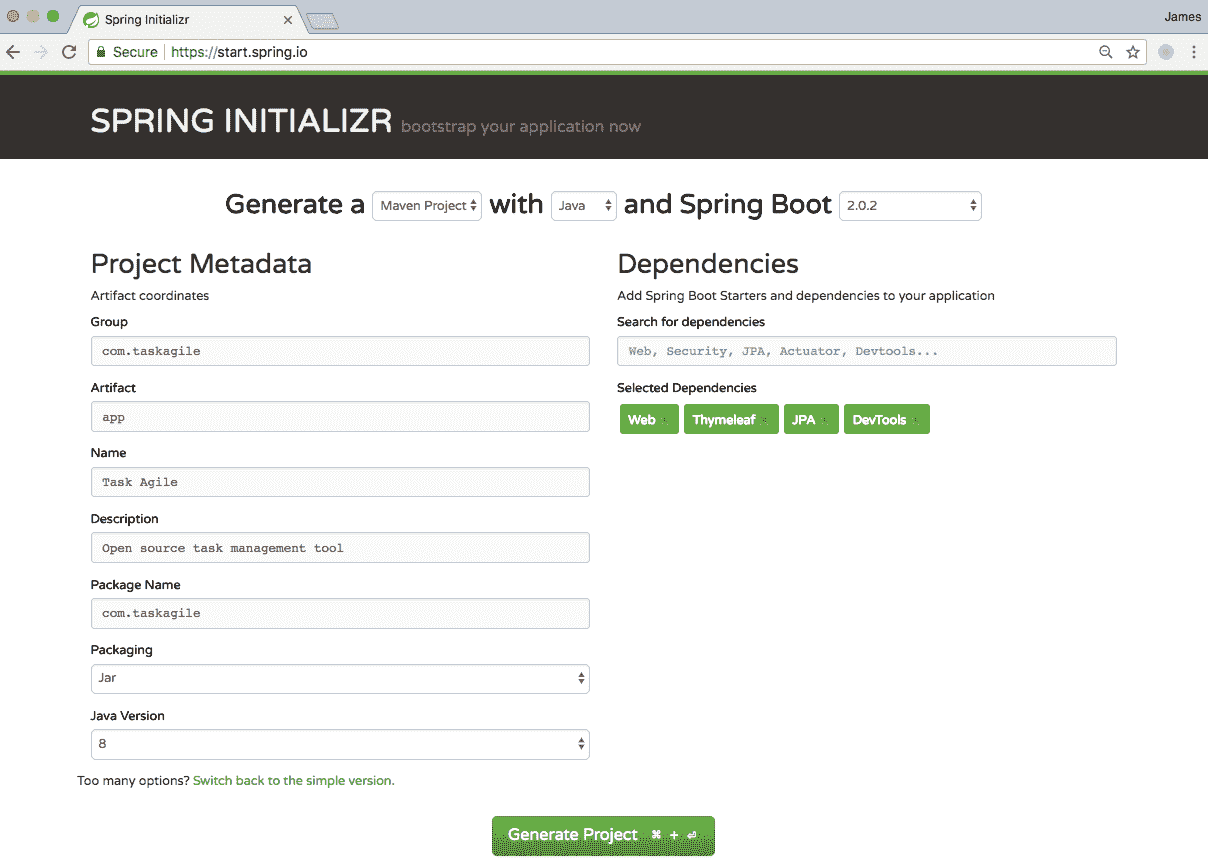 Spring Initializr
James
Secure https://start.spring.io
SPRING INITIALIZR bootstrap your application now
Generate a Maven Project with Java and Spring Boot 2.0.2
Project Metadata
Artifact coordinates
Group
com.taskagile
Artifact
app
Name
Task Agile
Description
Open source task management tool
Package Name
com.taskagile
Packaging
Jar
Java Version
8
Too many options? Switch back to the simple version.
Dependencies
Add Spring Boot Starters and dependencies to your application
Search for dependencies
Web, Security, JPA, Actuator, Devtools...
Selected Dependencies
Web Thymeleaf JPA DevTools
Generate Project ⌘ + ⏎